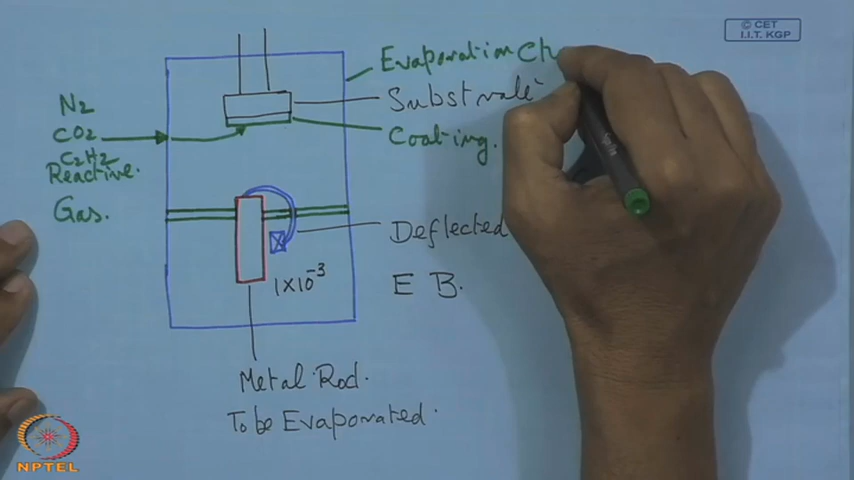 © CET
I.I.T. KGP
Evaporation Ch
Substrate
Coating.
N2
CO2
C2H2
Reactive.
Gas.
Deflected
E B.
1×10⁻³
Metal Rod.
To be Evaporated.
NPTEL